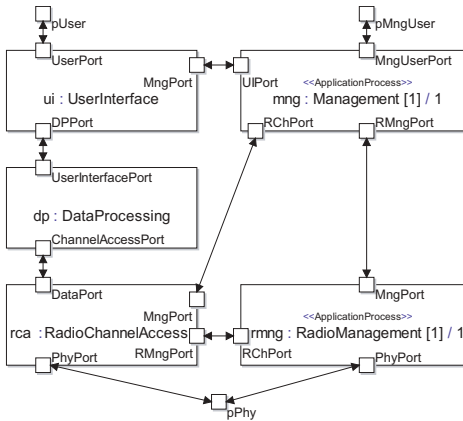 pUser
pMngUser
UserPort
MngUserPort
MngPort
UIPort
<<ApplicationProcess>>
ui : UserInterface
mng : Management [1] / 1
DPPort
RChPort
RMngPort
UserInterfacePort
dp : DataProcessing
ChannelAccessPort
DataPort
MngPort
MngPort
<<ApplicationProcess>>
rca :RadioChannelAccess
rmng : RadioManagement [1] / 1
RMngPort
RChPort
PhyPort
PhyPort
pPhy